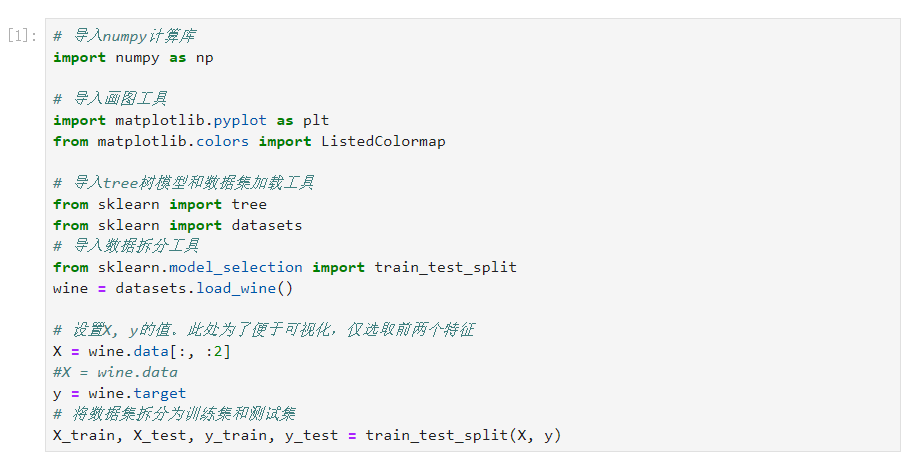 [1]:
# 导入numpy计算库
import numpy as np
# 导入画图工具
import matplotlib.pyplot as plt
from matplotlib.colors import ListedColormap
# 导入tree树模型和数据集加载工具
from sklearn import tree
from sklearn import datasets
# 导入数据拆分工具
from sklearn.model_selection import train_test_split
wine = datasets.load_wine()
# 设置X, y的值。此处为了便于可视化，仅选取前两个特征
X = wine.data[:, :2]
#X = wine.data
y = wine.target
# 将数据集拆分为训练集和测试集
X_train, X_test, y_train, y_test = train_test_split(X, y)